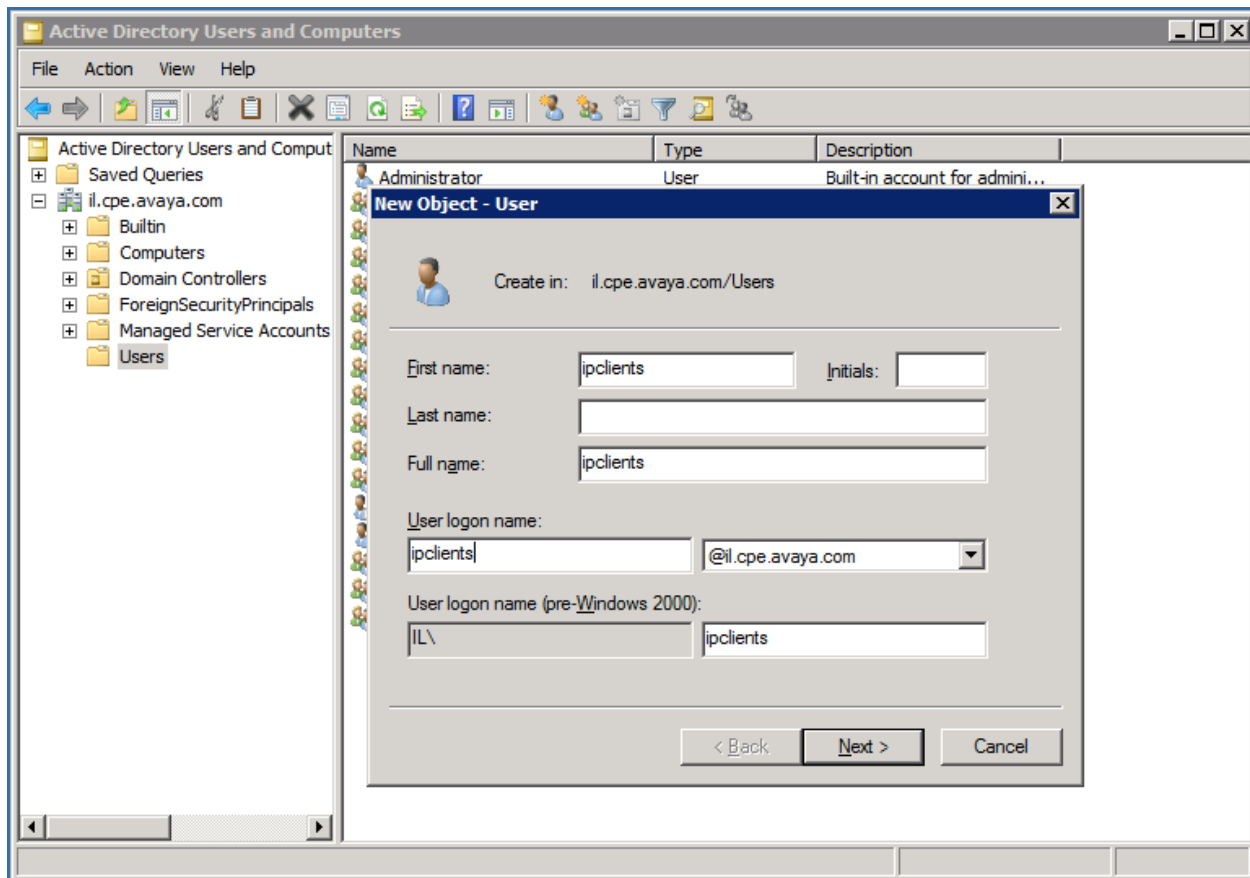 Active Directory Users and Computers
File Action View Help
Active Directory Users and Comput
Saved Queries
il.cpe.avaya.com
Builtin
Computers
Domain Controllers
ForeignSecurityPrincipals
Managed Service Accounts
Users
Name Type Description
Administrator User Built-in account for admini...
New Object - User
Create in: il.cpe.avaya.com/Users
First name: ipclients Initials:
Last name:
Full name: ipclients
User logon name:
ipclients @il.cpe.avaya.com
User logon name (pre-Windows 2000):
IL\ ipclients
< Back Next > Cancel